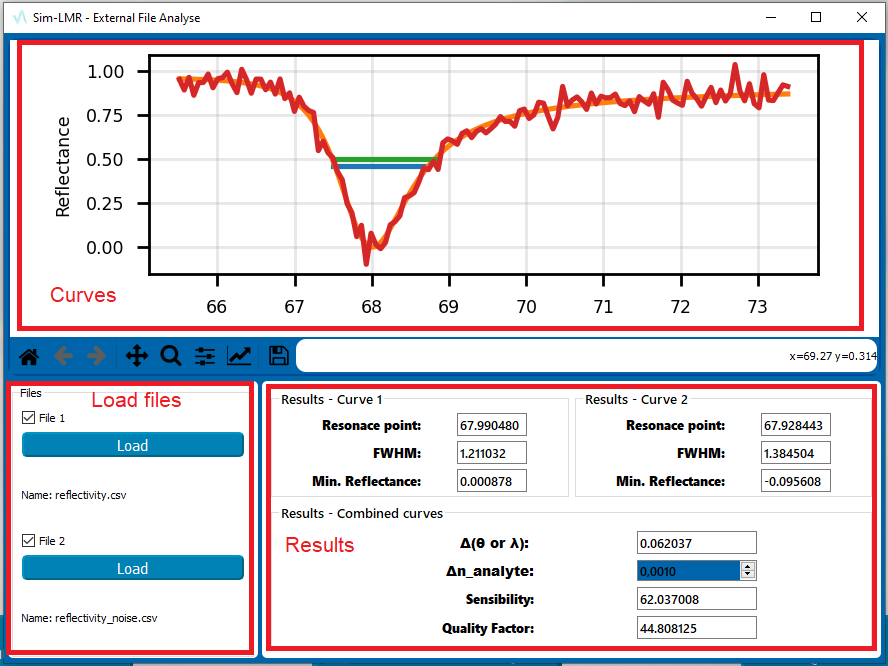 Sim-LMR - External File Analyse
1.00
0.75
0.50
0.25
0.00
Reflectance
66 67 68 69 70 71 72 73
Curves
x=69.27 y=0.314
Files
Load files
File 1
Load
Name: reflectivity.csv
File 2
Load
Name: reflectivity_noise.csv
Results - Curve 1
Resonace point: 67.990480
FWHM: 1.211032
Min. Reflectance: 0.000878
Results - Curve 2
Resonace point: 67.928443
FWHM: 1.384504
Min. Reflectance: -0.095608
Results - Combined curves
Results
Δ(θ or λ): 0.062037
Δn_analyte: 0,0010
Sensibility: 62.037008
Quality Factor: 44.808125